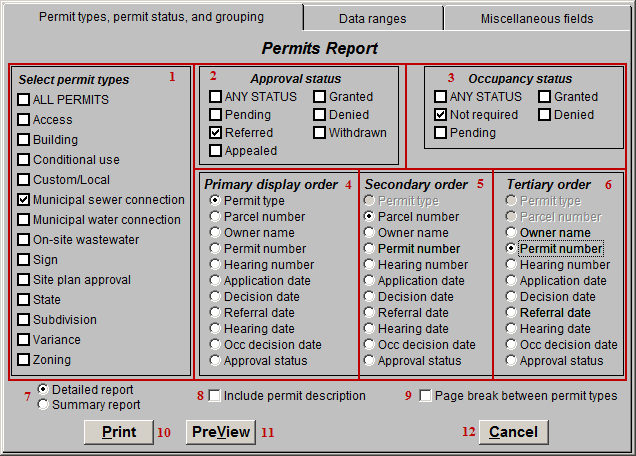 Permit types, permit status, and grouping
Data ranges
Miscellaneous fields
Permits Report
Select permit types 1
ALL PERMITS
Access
Building
Conditional use
Custom/Local
Municipal sewer connection
Municipal water connection
On-site wastewater
Sign
Site plan approval
State
Subdivision
Variance
Zoning
2 Approval status
ANY STATUS Granted
Pending Denied
Referred Withdrawn
Appealed
3 Occupancy status
ANY STATUS Granted
Not required Denied
Pending
Primary display order 4
Permit type
Parcel number
Owner name
Permit number
Hearing number
Application date
Decision date
Referral date
Hearing date
Occ decision date
Approval status
Secondary order 5
Permit type
Parcel number
Owner name
Permit number
Hearing number
Application date
Decision date
Referral date
Hearing date
Occ decision date
Approval status
Tertiary order 6
Permit type
Parcel number
Owner name
Permit number
Hearing number
Application date
Decision date
Referral date
Hearing date
Occ decision date
Approval status
7 Detailed report
Summary report
8 Include permit description
9 Page break between permit types
Print 10
PreView 11
12 Cancel